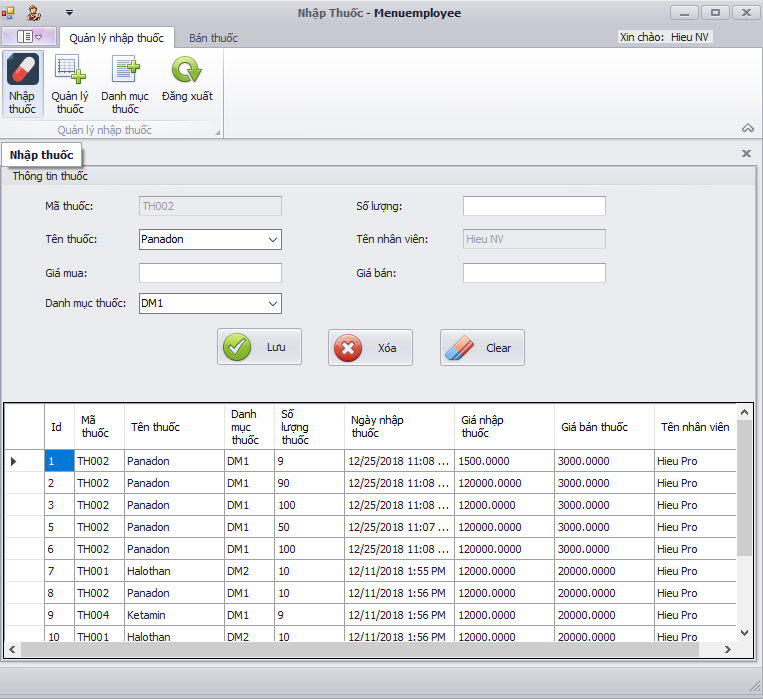 Nhập Thuốc - Menuemployee
Quản lý nhập thuốc Bán thuốc Xin chào: Hieu NV
Nhập thuốc
Quản lý thuốc
Danh mục thuốc
Đăng xuất
Quản lý nhập thuốc
Nhập thuốc
Thông tin thuốc
Mã thuốc: TH002 Số lượng:
Tên thuốc: Panadon Tên nhân viên: Hieu NV
Giá mua: Giá bán:
Danh mục thuốc: DM1
Lưu Xóa Clear
Id Mã thuốc Tên thuốc Danh mục thuốc Số lượng thuốc Ngày nhập thuốc Giá nhập thuốc Giá bán thuốc Tên nhân viên
1 TH002 Panadon DM1 9 12/25/2018 11:08 ... 1500.0000 3000.0000 Hieu Pro
2 TH002 Panadon DM1 90 12/25/2018 11:08 ... 120000.0000 3000.0000 Hieu Pro
3 TH002 Panadon DM1 100 12/25/2018 11:08 ... 12000.0000 3000.0000 Hieu Pro
5 TH002 Panadon DM1 50 12/25/2018 11:07 ... 120000.0000 3000.0000 Hieu Pro
6 TH002 Panadon DM1 100 12/25/2018 11:08 ... 120000.0000 3000.0000 Hieu Pro
7 TH001 Halothan DM2 10 12/11/2018 1:55 PM 12000.0000 20000.0000 Hieu Pro
8 TH002 Panadon DM1 10 12/11/2018 1:56 PM 12000.0000 20000.0000 Hieu Pro
9 TH004 Ketamin DM1 9 12/11/2018 1:56 PM 12000.0000 20000.0000 Hieu Pro
10 TH001 Halothan DM2 10 12/11/2018 1:56 PM 12000.0000 20000.0000 Hieu Pro